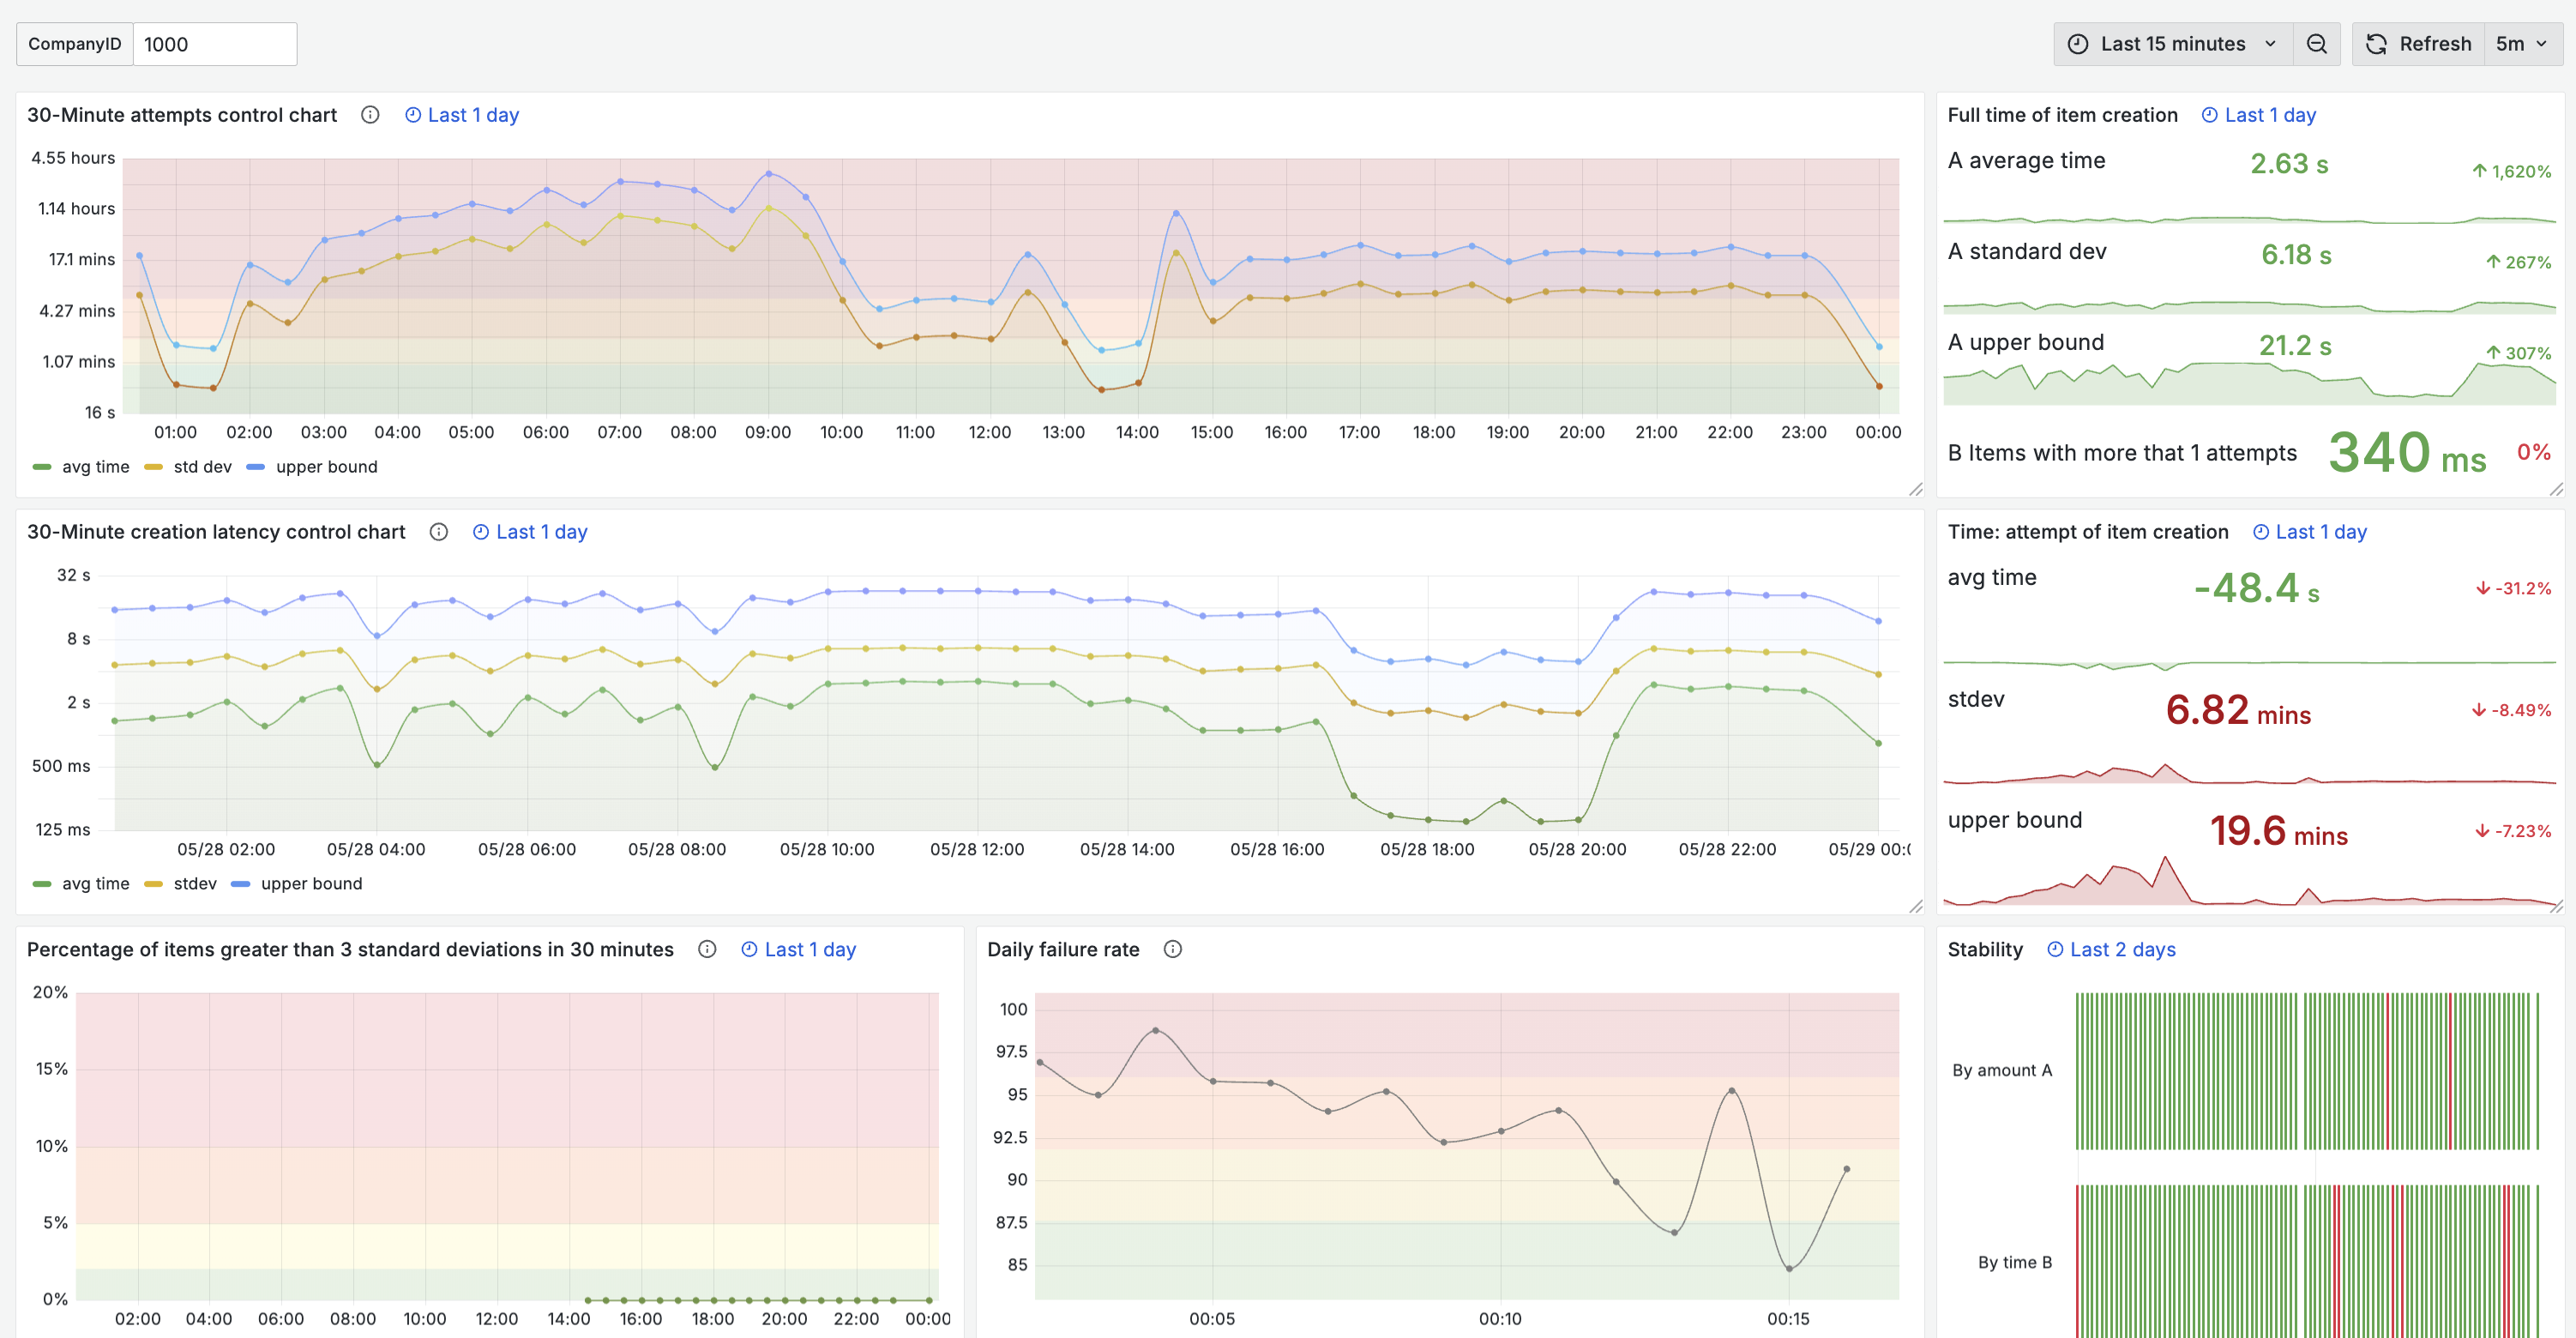 CompanyID 1000 Last 15 minutes Refresh 5m
30-Minute attempts control chart Last 1 day
4.55 hours
1.14 hours
17.1 mins
4.27 mins
1.07 mins
16 s
01:00 02:00 03:00 04:00 05:00 06:00 07:00 08:00 09:00 10:00 11:00 12:00 13:00 14:00 15:00 16:00 17:00 18:00 19:00 20:00 21:00 22:00 23:00 00:00
avg time std dev upper bound
Full time of item creation Last 1 day
A average time 2.63 s 1,620%
A standard dev 6.18 s 267%
A upper bound 21.2 s 307%
B Items with more that 1 attempts 340 ms 0%
30-Minute creation latency control chart Last 1 day
32 s
8 s
2 s
500 ms
125 ms
05/28 02:00 05/28 04:00 05/28 06:00 05/28 08:00 05/28 10:00 05/28 12:00 05/28 14:00 05/28 16:00 05/28 18:00 05/28 20:00 05/28 22:00 05/29 00:0
avg time stdev upper bound
Time: attempt of item creation Last 1 day
avg time -48.4 s -31.2%
stdev 6.82 mins -8.49%
upper bound 19.6 mins -7.23%
Percentage of items greater than 3 standard deviations in 30 minutes Last 1 day
20%
15%
10%
5%
0%
02:00 04:00 06:00 08:00 10:00 12:00 14:00 16:00 18:00 20:00 22:00 00:00
Daily failure rate
100
97.5
95
92.5
90
87.5
85
00:05 00:10 00:15
Stability Last 2 days
By amount A
By time B